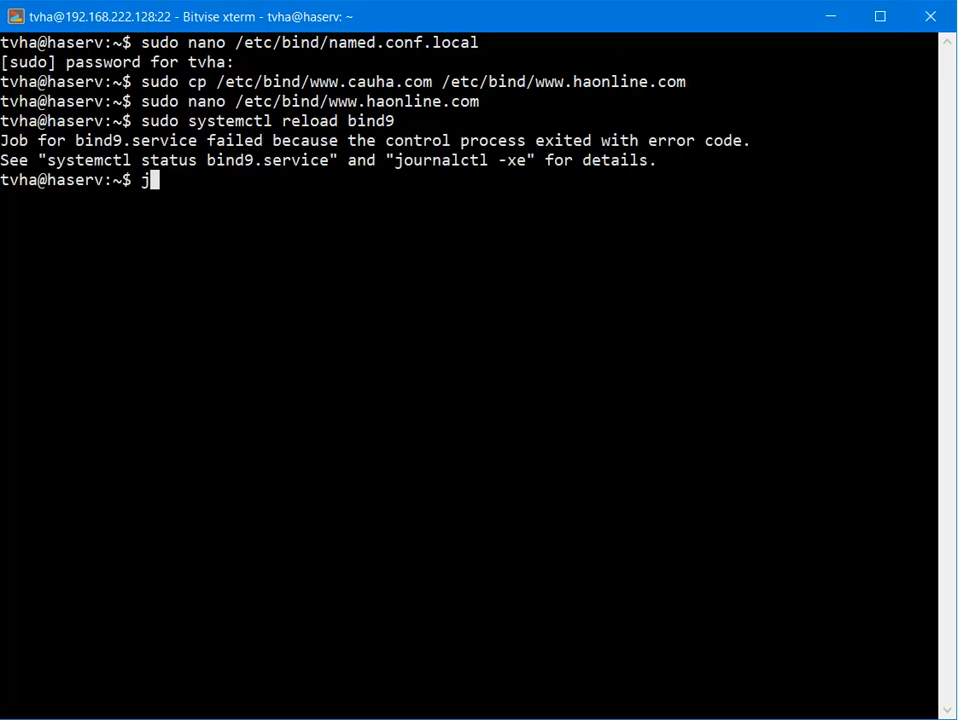 tvha@192.168.222.128:22 - Bitvise xterm - tvha@haserv: ~
tvha@haserv:~$ sudo nano /etc/bind/named.conf.local
[sudo] password for tvha:
tvha@haserv:~$ sudo cp /etc/bind/www.cauha.com /etc/bind/www.haonline.com
tvha@haserv:~$ sudo nano /etc/bind/www.haonline.com
tvha@haserv:~$ sudo systemctl reload bind9
Job for bind9.service failed because the control process exited with error code.
See "systemctl status bind9.service" and "journalctl -xe" for details.
tvha@haserv:~$ j